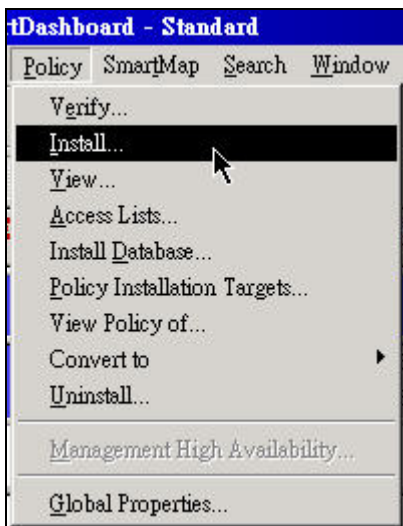 tDashboard - Standard
Policy SmartMap Search Window
Verify...
Install...
View...
Access Lists...
Install Database...
Policy Installation Targets...
View Policy of...
Convert to
Uninstall...
Management High Availability...
Global Properties...